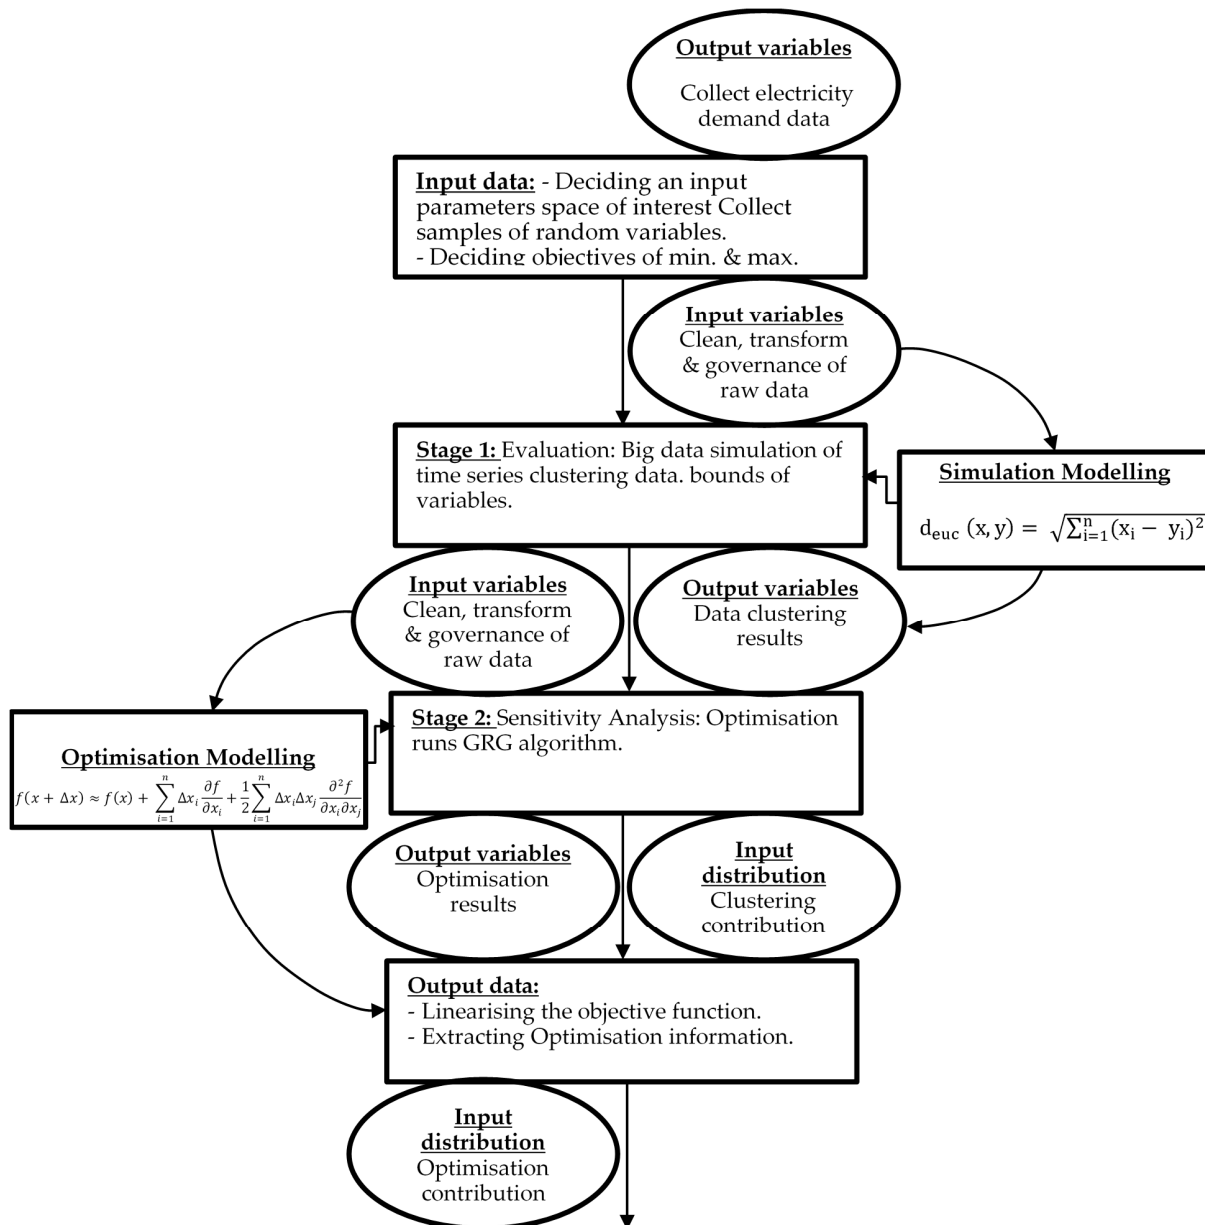 Output variables
Collect electricity
demand data
Input data: - Deciding an input
parameters space of interest Collect
samples of random variables.
- Deciding objectives of min. & max.
Input variables
Clean, transform
& governance of
raw data
Stage 1: Evaluation: Big data simulation of
time series clustering data. bounds of
variables.
Simulation Modelling
d_euc (x, y) = √∑_{i=1}^{n}(x_i − y_i)^2
Input variables
Clean, transform
& governance of
raw data
Output variables
Data clustering
results
Stage 2: Sensitivity Analysis: Optimisation
runs GRG algorithm.
Optimisation Modelling
f(x + Δx) ≈ f(x) + ∑_{i=1}^{n} Δx_i ∂f/∂x_i + 1/2 ∑_{i=1}^{n} Δx_i Δx_j ∂²f/∂x_i∂x_j
Output variables
Optimisation
results
Input
distribution
Clustering
contribution
Output data:
- Linearising the objective function.
- Extracting Optimisation information.
Input
distribution
Optimisation
contribution